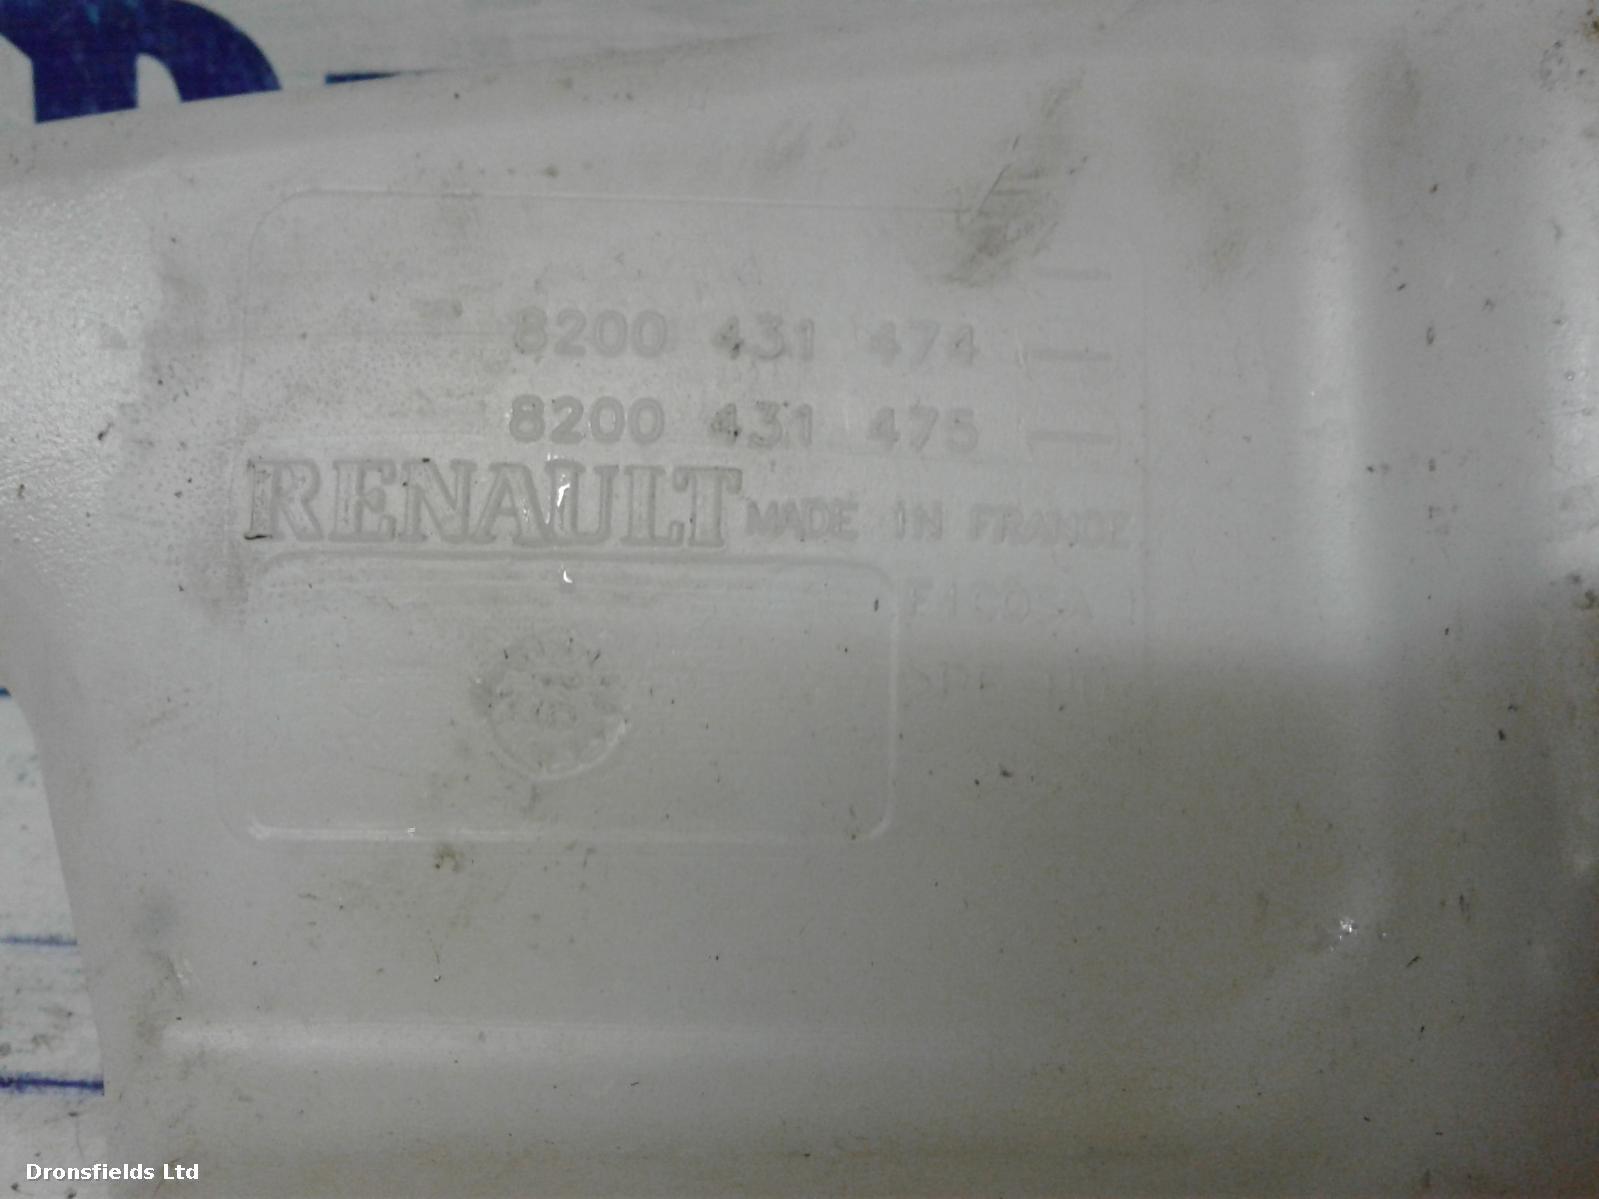 8200 431 474 —
8200 431 475 —
RENAULT MADE IN FRANCE
Dronsfields Ltd